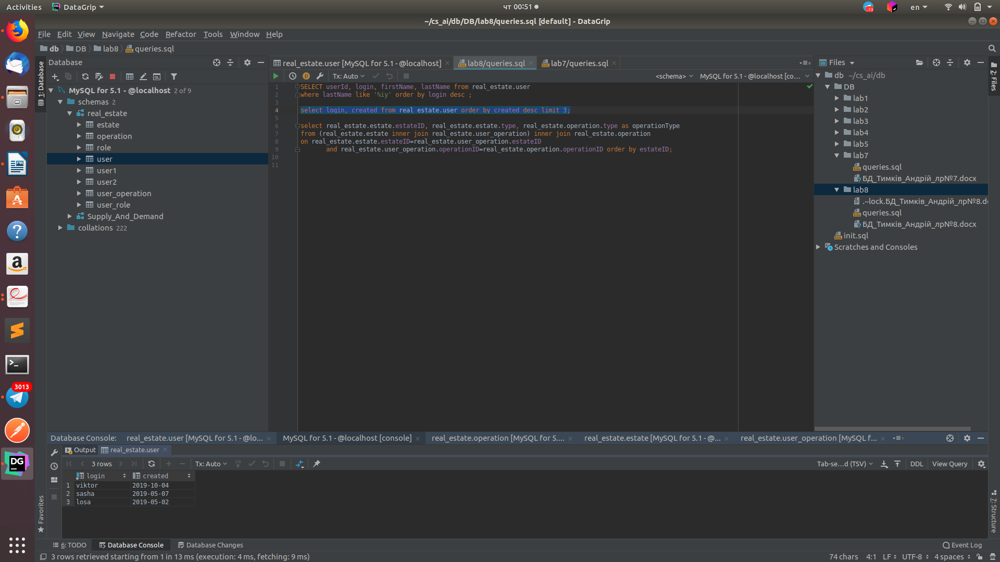 Activities
DataGrip
чт 00:51
13
en
~/cs_ai/db/DB/lab8/queries.sql [default] - DataGrip
File Edit View Navigate Code Refactor Tools Window Help
db DB lab8 queries.sql
Database
1: Database
MySQL for 5.1 - @localhost 2 of 9
schemas 2
real_estate
estate
operation
role
user
user1
user2
user_operation
user_role
Supply_And_Demand
collations 222
real_estate.user [MySQL for 5.1 - @localhost]
lab8/queries.sql
lab7/queries.sql
Tx: Auto
<schema>
MySQL for 5.1 - @localhost [co...
1 SELECT userId, login, firstName, lastName from real_estate.user
2 where lastName like '%iy' order by login desc ;
3
4 select login, created from real_estate.user order by created desc limit 3;
5
6 select real_estate.estate.estateID, real_estate.estate.type, real_estate.operation.type as operationType
7 from (real_estate.estate inner join real_estate.user_operation) inner join real_estate.operation
8 on real_estate.estate.estateID=real_estate.user_operation.estateID
9 and real_estate.user_operation.operationID=real_estate.operation.operationID order by estateID;
10
11
Files
2: Files
db ~/cs_ai/db
DB
lab1
lab2
lab3
lab4
lab5
lab7
queries.sql
БД_Тимків_Андрій_лр№7.docx
lab8
.~lock.БД_Тимків_Андрій_лр№8.do
queries.sql
БД_Тимків_Андрій_лр№8.docx
init.sql
Scratches and Consoles
3013
DG
Database Console:
real_estate.user [MySQL for 5.1 - @lo...
MySQL for 5.1 - @localhost [console]
real_estate.operation [MySQL for 5....
real_estate.estate [MySQL for 5.1 - @...
real_estate.user_operation [MySQL f...
Output
real_estate.user
3 rows
Tx: Auto
Tab-se...d (TSV)
DDL
View Query
login created
1 viktor 2019-10-04
2 sasha 2019-05-07
3 losa 2019-05-02
Favorites
7: Structure
6: TODO
Database Console
Database Changes
Event Log
3 rows retrieved starting from 1 in 13 ms (execution: 4 ms, fetching: 9 ms)
74 chars 4:1 LF UTF-8 4 spaces